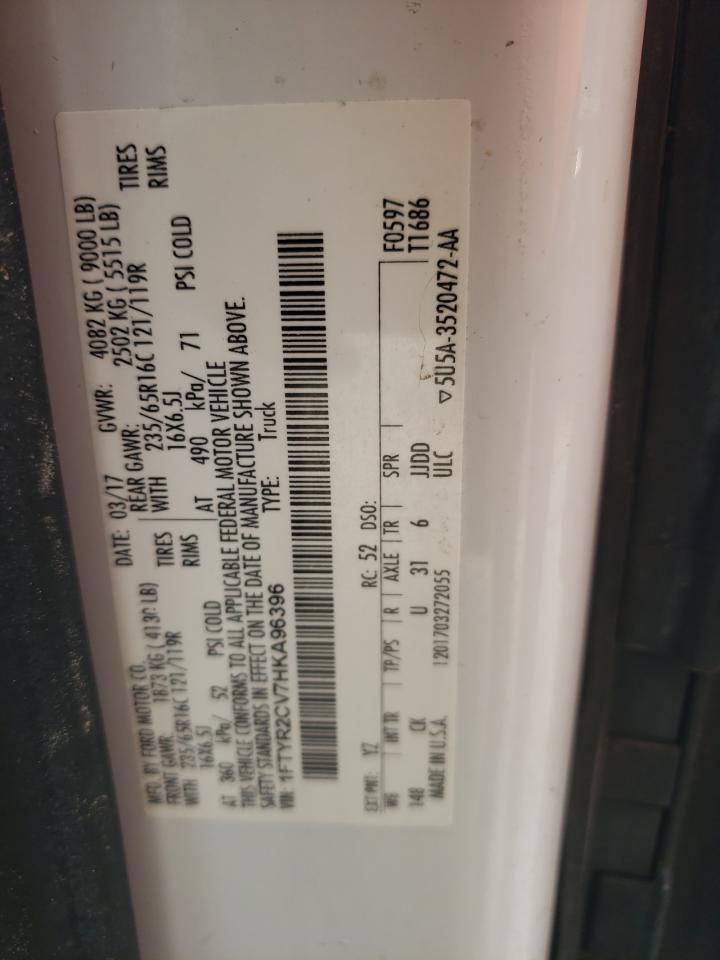 MFD. BY FORD MOTOR CO.
DATE: 03/17 GVWR: 4082 KG ( 9000 LB)
FRONT GAWR: 1873 KG ( 4130 LB)
REAR GAWR: 2502 KG ( 5515 LB)
WITH 235/65R16C 121/119R TIRES
WITH 235/65R16C 121/119R TIRES
16X6.5J RIMS
16X6.5J RIMS
AT 360 kPa/ 52 PSI COLD
AT 490 kPa/ 71 PSI COLD
THIS VEHICLE CONFORMS TO ALL APPLICABLE FEDERAL MOTOR VEHICLE
SAFETY STANDARDS IN EFFECT ON THE DATE OF MANUFACTURE SHOWN ABOVE.
VIN: 1FTYR2CV7HKA96396
TYPE: Truck
EXT PNT: YZ RC: 52 DSO:
F0597
WB INT TR TP/PS R AXLE TR SPR
T1686
148 CK U 31 6 JJDD
MADE IN U.S.A. 1201703272055 ULC ▽5U5A-3520472-AA